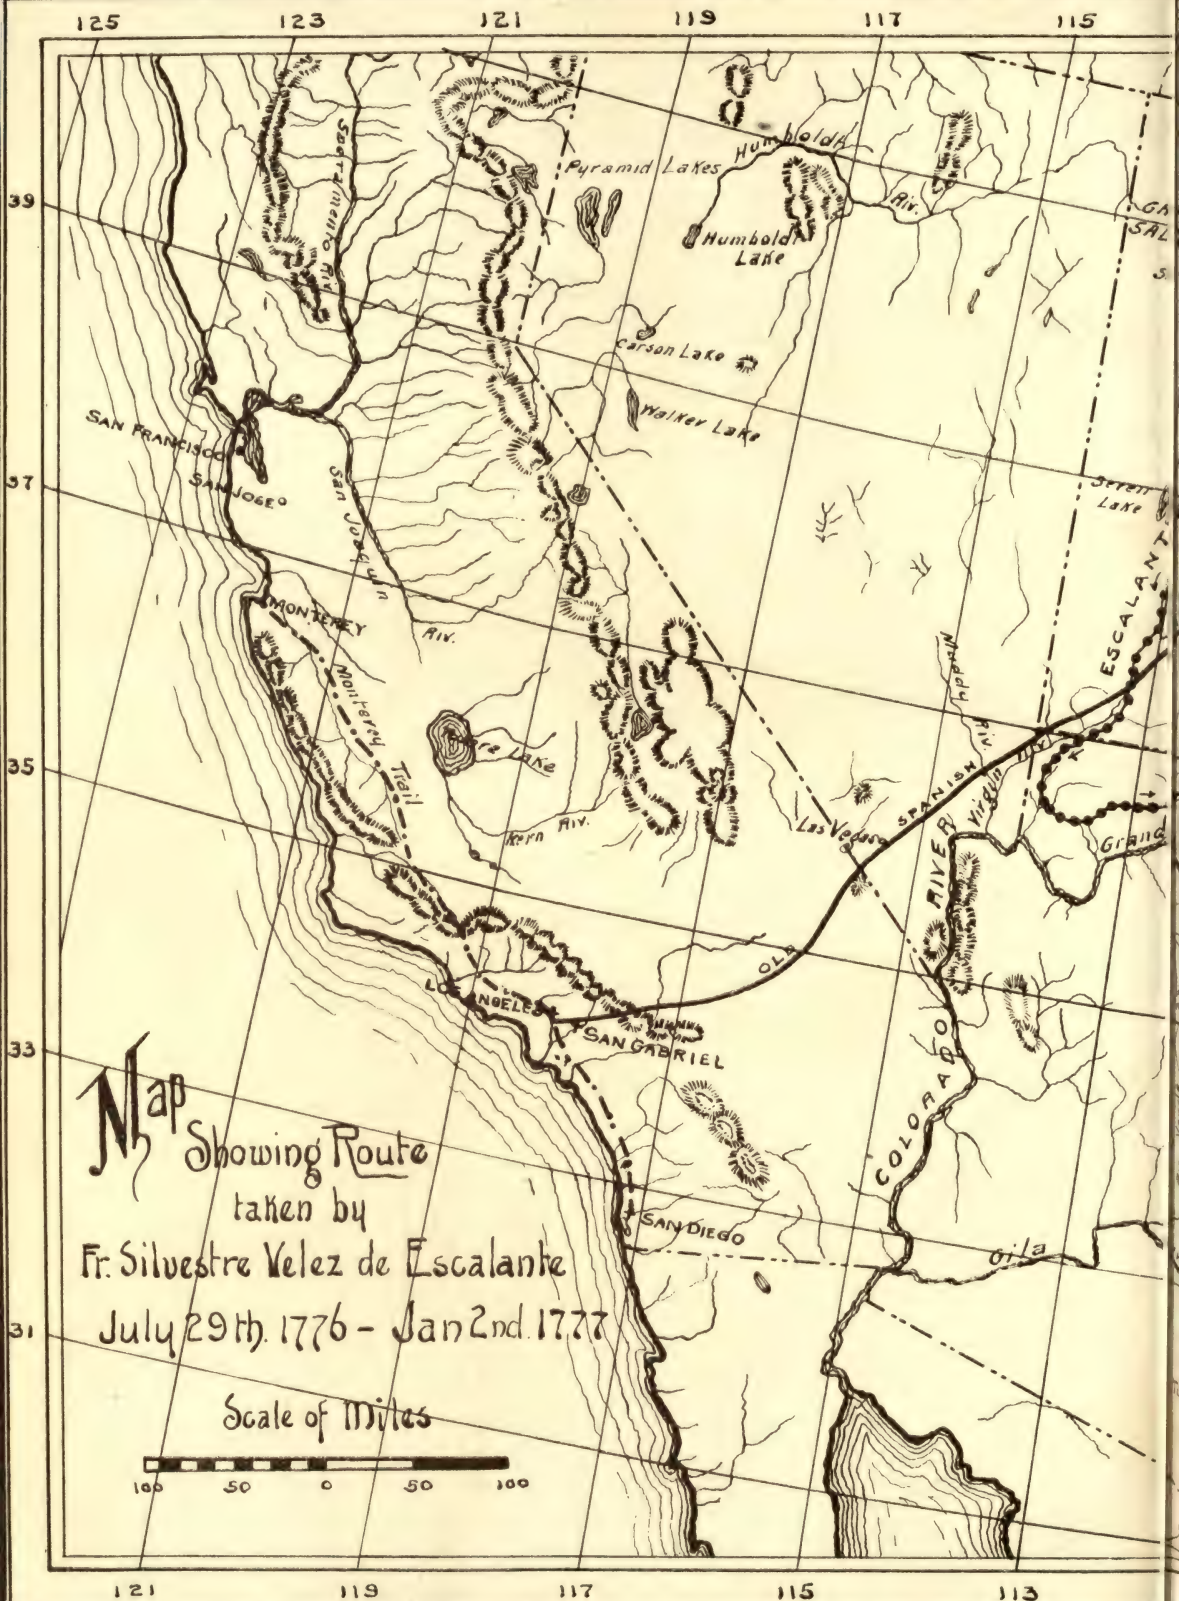 125 123 121 119 117 115
Sacramento Riv.
Pyramid Lakes
Humboldt
Riv.
39
Humboldt
Lake
SAL
Carson Lake
Walker Lake
SAN FRANCISCO
SAN JOSE
37
San Joaquin
Riv.
Seveir
Lake
ESCALANT
MONTEREY
Monterey
Trail
Lake
Kern Riv.
35
Muddy
Riv.
Las Vegas
OLD SPANISH
Virgin Riv
Grand
COLORADO RIVER
LOS ANGELES
SAN GABRIEL
33
Map
Showing Route
taken by
Fr. Silvestre Velez de Escalante
July 29th. 1776 - Jan 2nd. 1777
SAN DIEGO
Gila
31
Scale of Miles
100 50 0 50 100
121 119 117 115 113